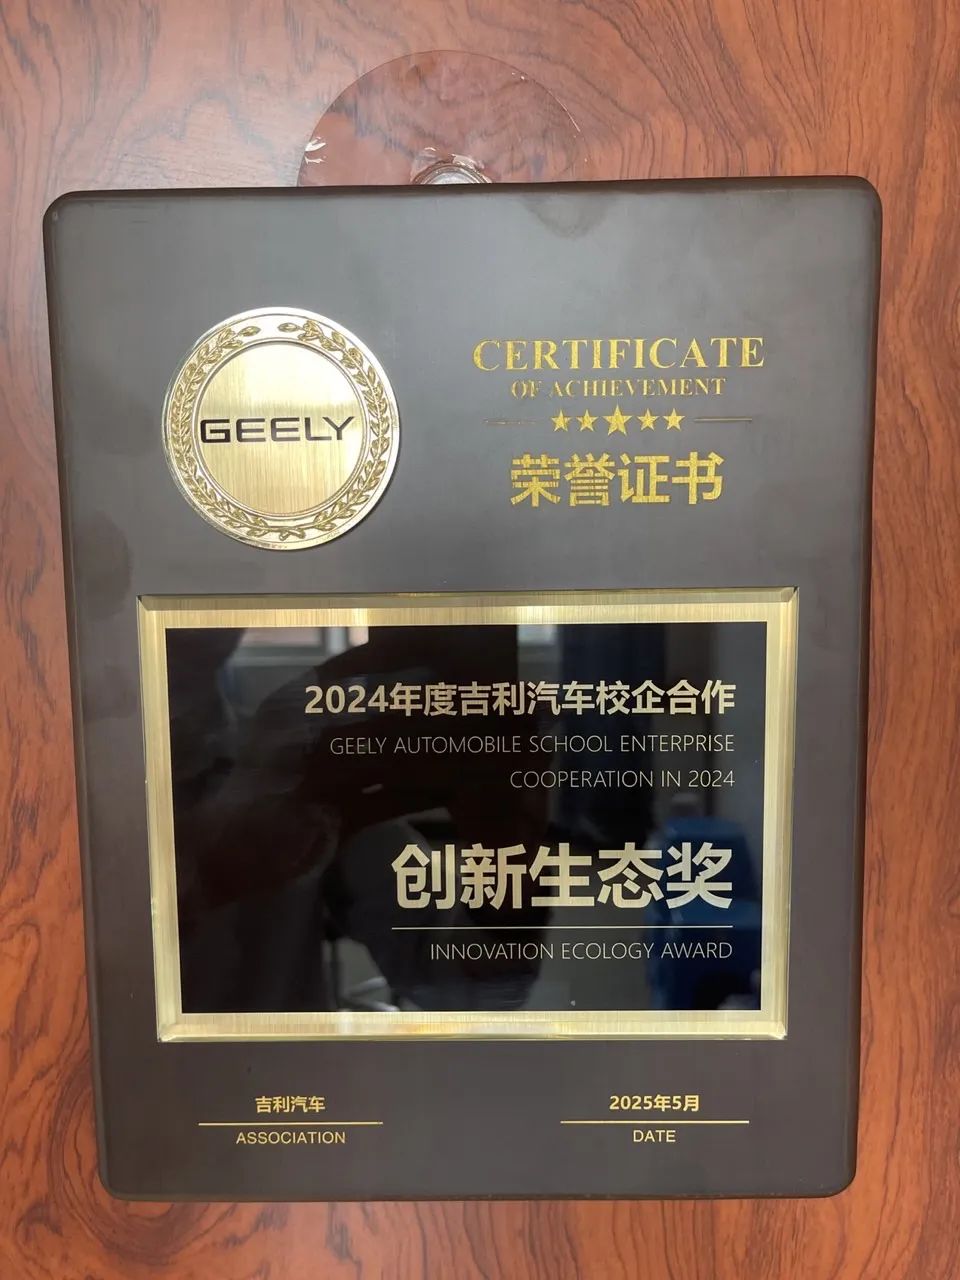 GEELY
CERTIFICATE
OF ACHIEVEMENT
荣誉证书
2024年度吉利汽车校企合作
GEELY AUTOMOBILE SCHOOL ENTERPRISE
COOPERATION IN 2024
创新生态奖
INNOVATION ECOLOGY AWARD
吉利汽车
ASSOCIATION
2025年5月
DATE